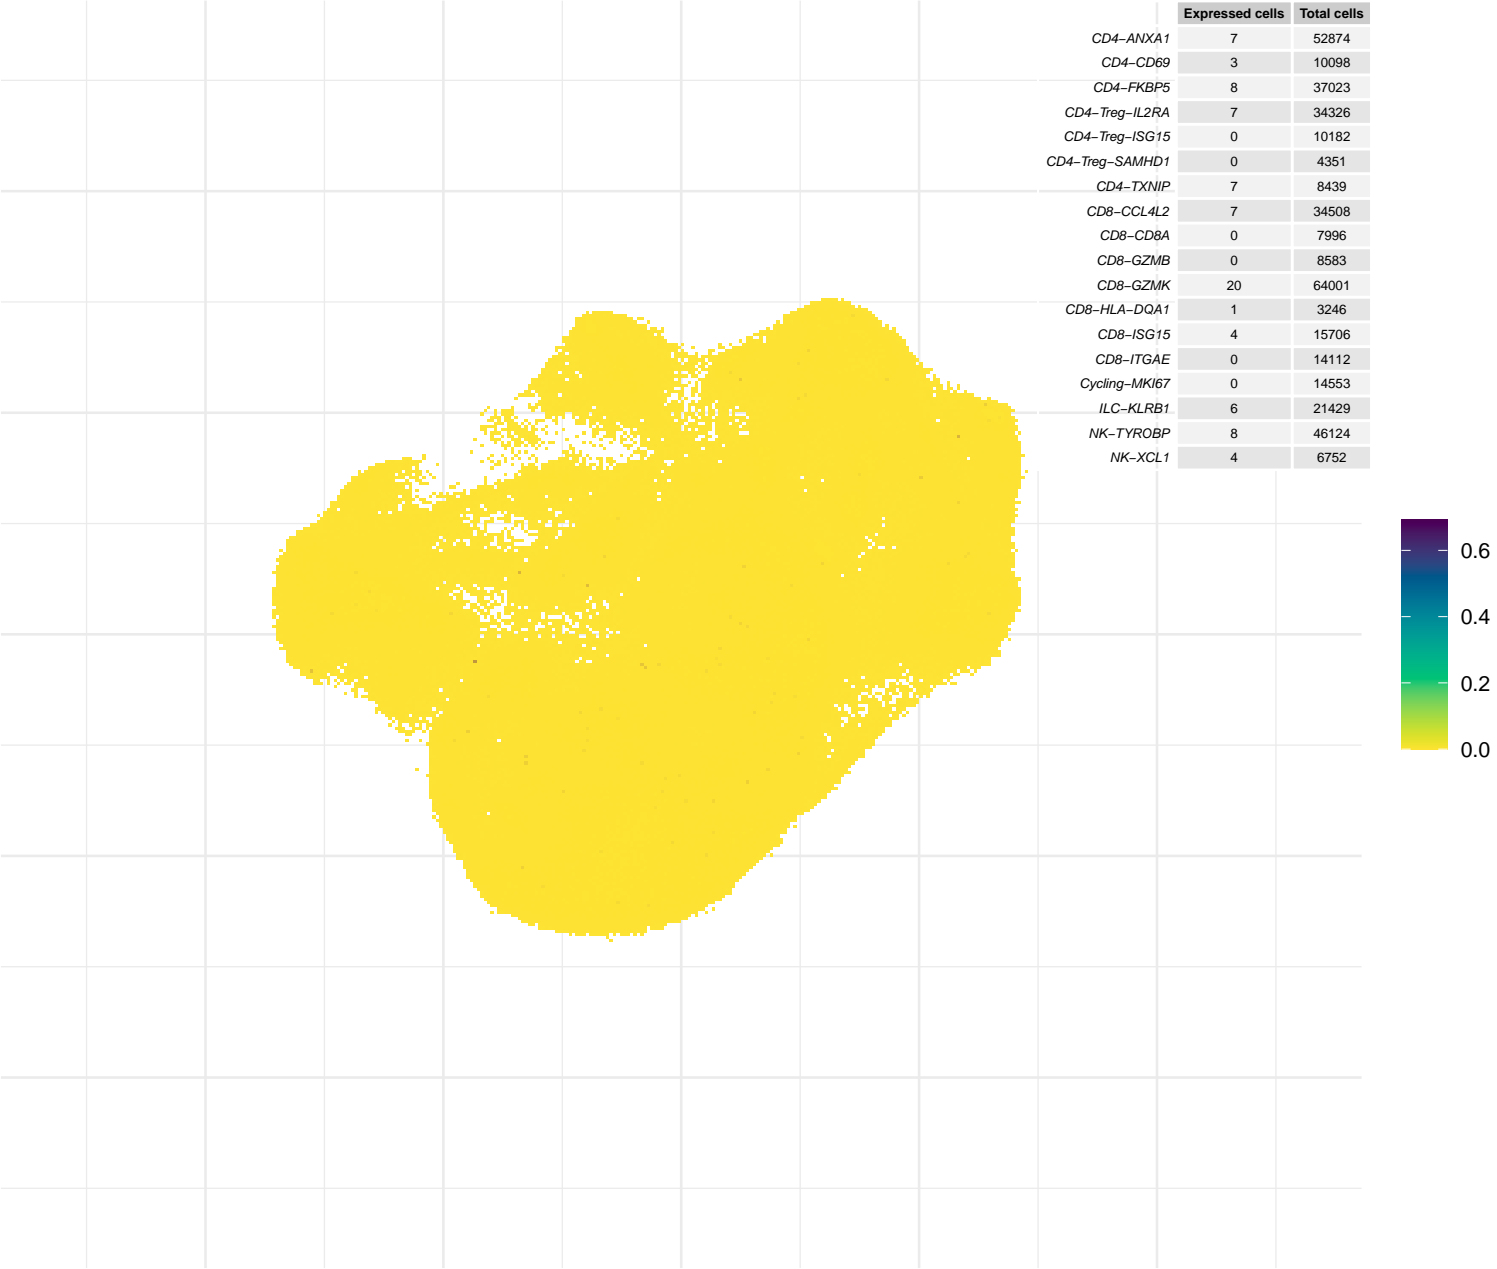 Expressed cells Total cells
CD4−ANXA1 7 52874
CD4−CD69 3 10098
CD4−FKBP5 8 37023
CD4−Treg−IL2RA 7 34326
CD4−Treg−ISG15 0 10182
CD4−Treg−SAMHD1 0 4351
CD4−TXNIP 7 8439
CD8−CCL4L2 7 34508
CD8−CD8A 0 7996
CD8−GZMB 0 8583
CD8−GZMK 20 64001
CD8−HLA−DQA1 1 3246
CD8−ISG15 4 15706
CD8−ITGAE 0 14112
Cycling−MKI67 0 14553
ILC−KLRB1 6 21429
NK−TYROBP 8 46124
NK−XCL1 4 6752
0.6
0.4
0.2
0.0